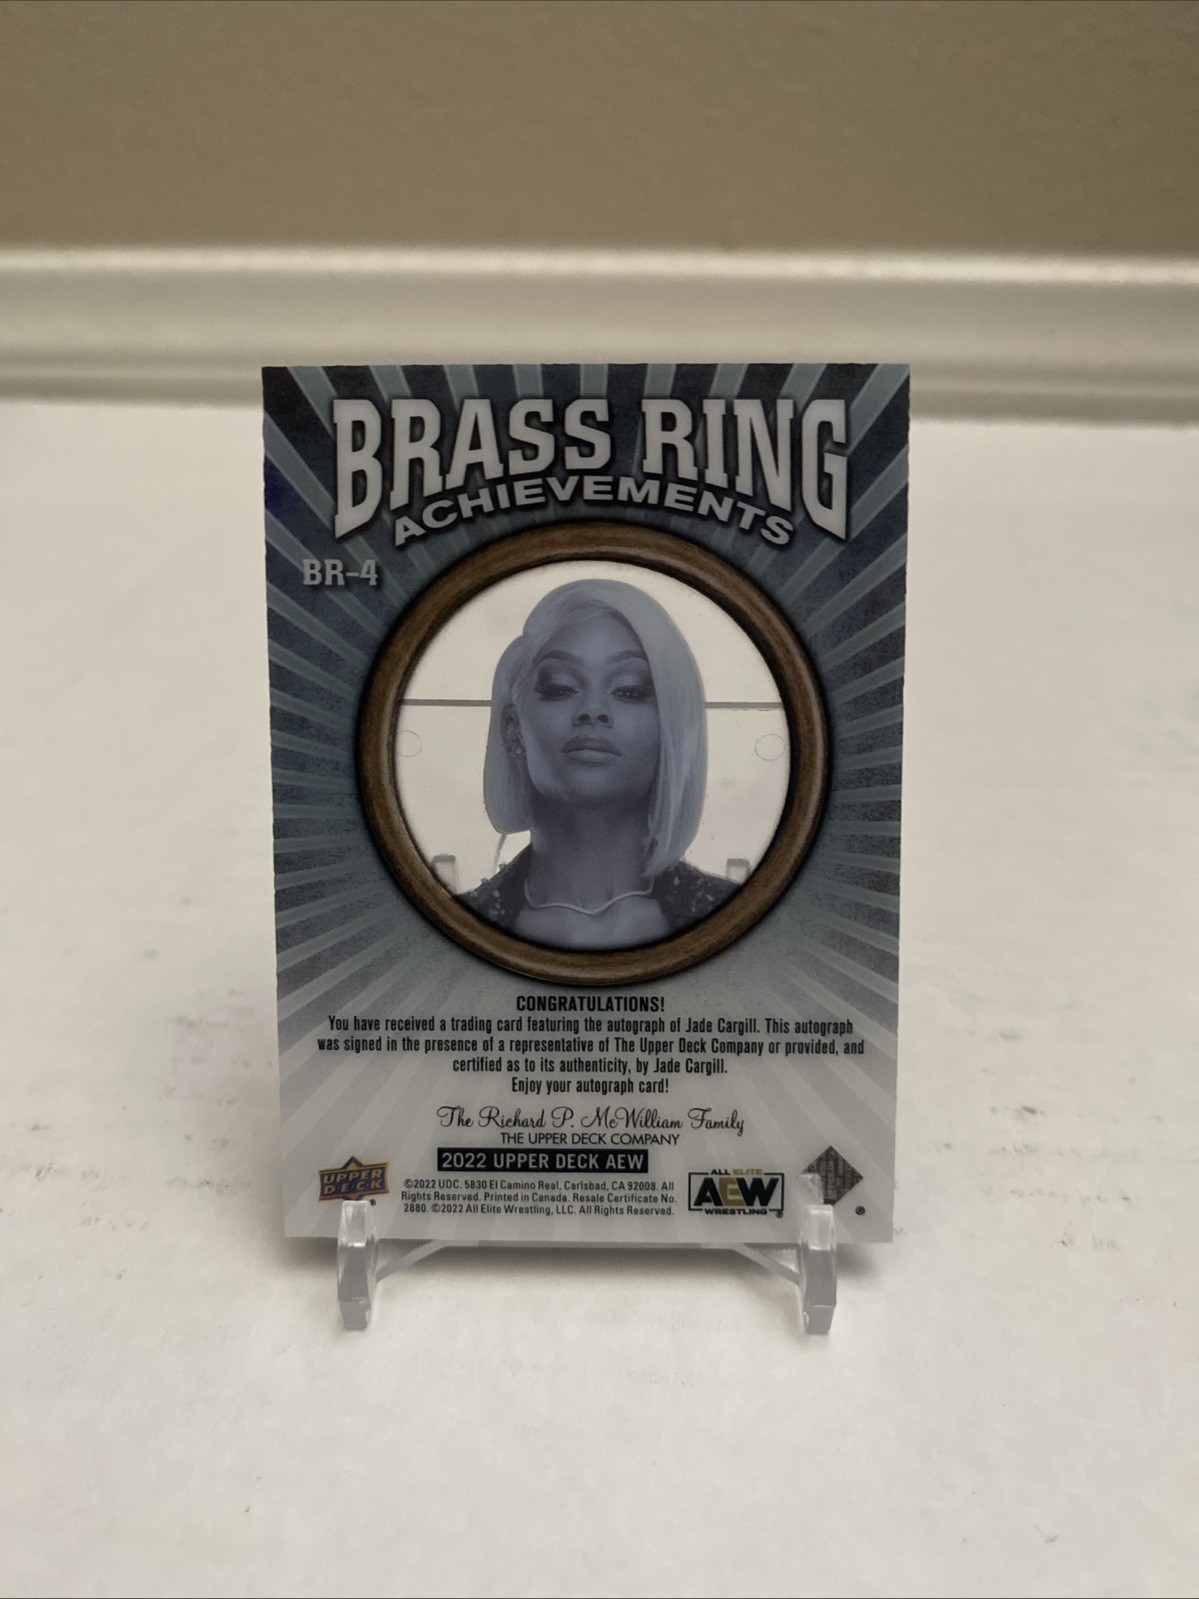 BRASS RING
ACHIEVEMENTS
BR-4
CONGRATULATIONS!
You have received a trading card featuring the autograph of Jade Cargill. This autograph
was signed in the presence of a representative of The Upper Deck Company or provided, and
certified as to its authenticity, by Jade Cargill.
Enjoy your autograph card!
The Richard P. McWilliam Family
THE UPPER DECK COMPANY
2022 UPPER DECK AEW
UPPER
D·E·C·K
©2022 UDC. 5830 El Camino Real, Carlsbad, CA 92008. All
Rights Reserved. Printed in Canada. Resale Certificate No.
2880. ©2022 All Elite Wrestling, LLC. All Rights Reserved.
ALL ELITE
AEW
WRESTLING
®